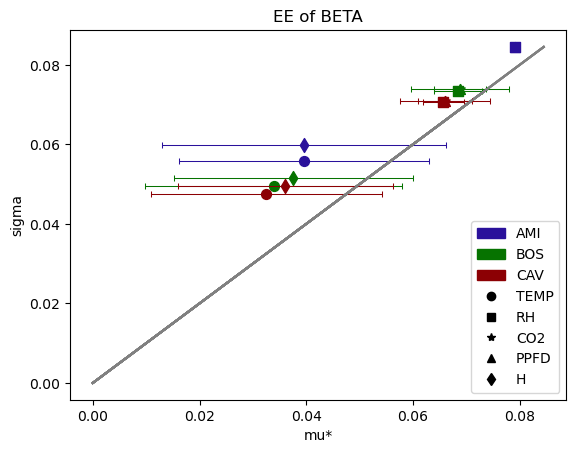 EE of BETA
sigma
0.08
0.06
0.04
0.02
0.00
0.00 0.02 0.04 0.06 0.08
mu*
AMI
BOS
CAV
TEMP
RH
CO2
PPFD
H